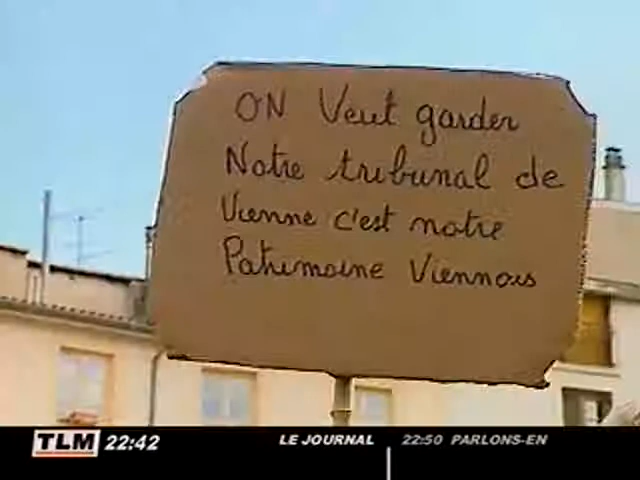 ON Veut garder
Notre tribunal de
Vienne c'est notre
Patrimoine Viennois
TLM 22:42 LE JOURNAL 22:50 PARLONS-EN